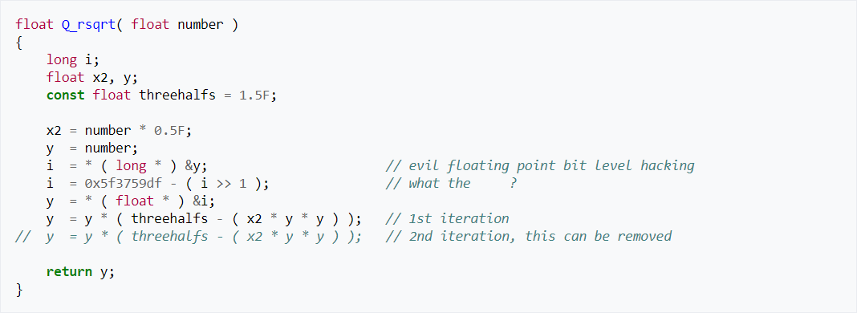 float Q_rsqrt( float number )
{
    long i;
    float x2, y;
    const float threehalfs = 1.5F;

    x2 = number * 0.5F;
    y  = number;
    i  = * ( long * ) &y;                       // evil floating point bit level hacking
    i  = 0x5f3759df - ( i >> 1 );               // what the     ?
    y  = * ( float * ) &i;
    y  = y * ( threehalfs - ( x2 * y * y ) );   // 1st iteration
//  y  = y * ( threehalfs - ( x2 * y * y ) );   // 2nd iteration, this can be removed

    return y;
}